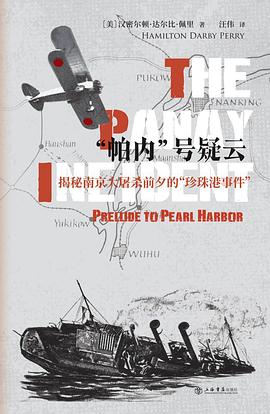 [美]汉密尔顿·达尔比·佩里 著 汪伟 译
HAMILTON DARBY PERRY
THE
PUKOW
NANKING
PANAY
Haushan
“帕内”号疑云
INCIDENT
揭秘南京大屠杀前夕的“珍珠港事件”
PRELUDE TO PEARL HARBOR
Yukikow
WUHU
上海书店出版社